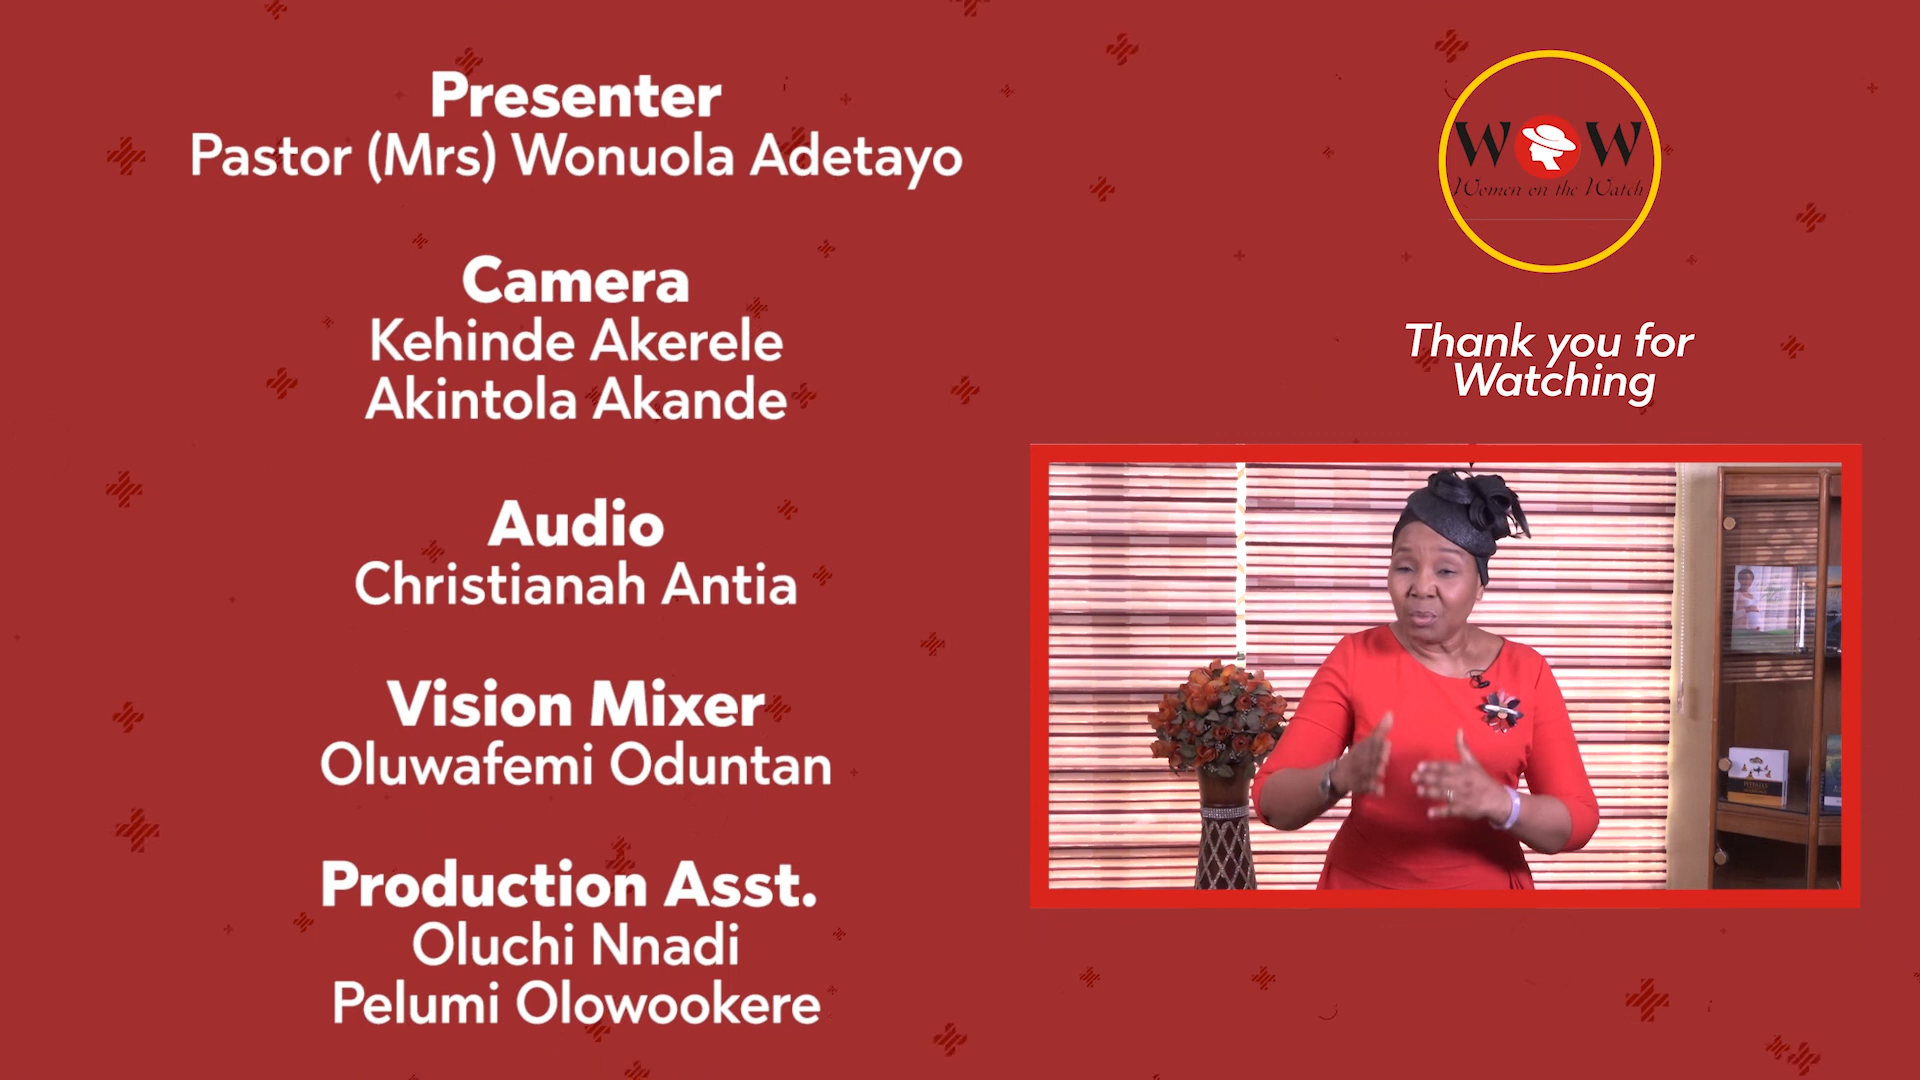 Presenter
Pastor (Mrs) Wonuola Adetayo
Camera
Kehinde Akerele
Akintola Akande
Audio
Christianah Antia
Vision Mixer
Oluwafemi Oduntan
Production Asst.
Oluchi Nnadi
Pelumi Olowookere
WOW
Women on the Watch
Thank you for
Watching